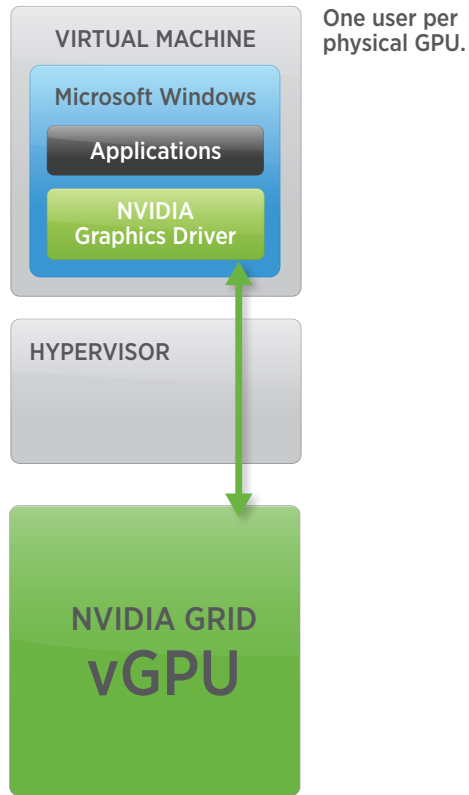 VIRTUAL MACHINE
One user per
physical GPU.
Microsoft Windows
Applications
NVIDIA
Graphics Driver
HYPERVISOR
NVIDIA GRID
vGPU